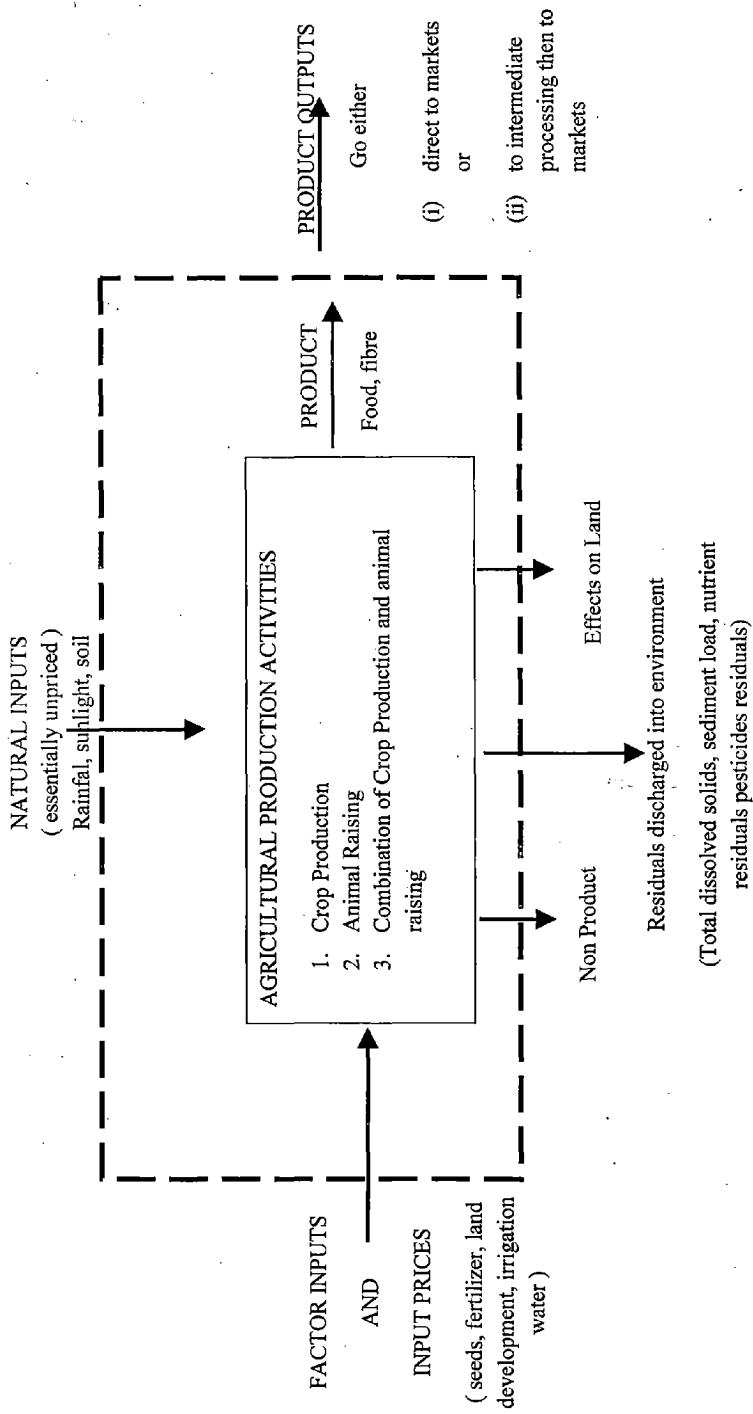 NATURAL INPUTS
( essentially unpriced )
Rainfal, sunlight, soil
FACTOR INPUTS
AND
INPUT PRICES
( seeds, fertilizer, land
development, irrigation
water )
AGRICULTURAL PRODUCTION ACTIVITIES
1. Crop Production
2. Animal Raising
3. Combination of Crop Production and animal
raising
PRODUCT
Food, fibre
PRODUCT OUTPUTS
Go either
(i) direct to markets
or
(ii) to intermediate
processing then to
markets
Non Product
Effects on Land
Residuals discharged into environment
(Total dissolved solids, sediment load, nutrient
residuals pesticides residuals)